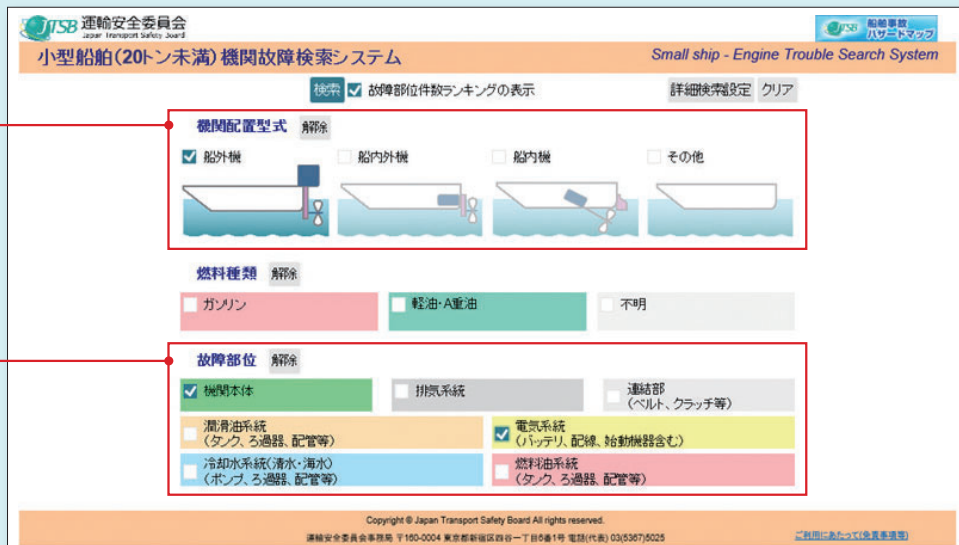 JTSB 運輸安全委員会
Japan Transport Safety Board
JTSB 船舶事故
ハザードマップ
小型船舶(20トン未満)機関故障検索システム
Small ship - Engine Trouble Search System
検索 故障部位件数ランキングの表示
詳細検索設定 クリア
機関配置型式 解除
船外機 船内外機 船内機 その他
燃料種類 解除
ガソリン 軽油・A重油 不明
故障部位 解除
機関本体 排気系統 連結部
(ベルト、クラッチ等)
潤滑油系統
(タンク、ろ過器、配管等)
電気系統
(バッテリ、配線、始動機器含む)
冷却水系統(清水・海水)
(ポンプ、ろ過器、配管等)
燃料油系統
(タンク、ろ過器、配管等)
Copyright © Japan Transport Safety Board All rights reserved.
運輸安全委員会事務局 〒160-0004 東京都新宿区四谷一丁目6番1号 電話(代表) 03(5367)5025
ご利用にあたって(免責事項等)